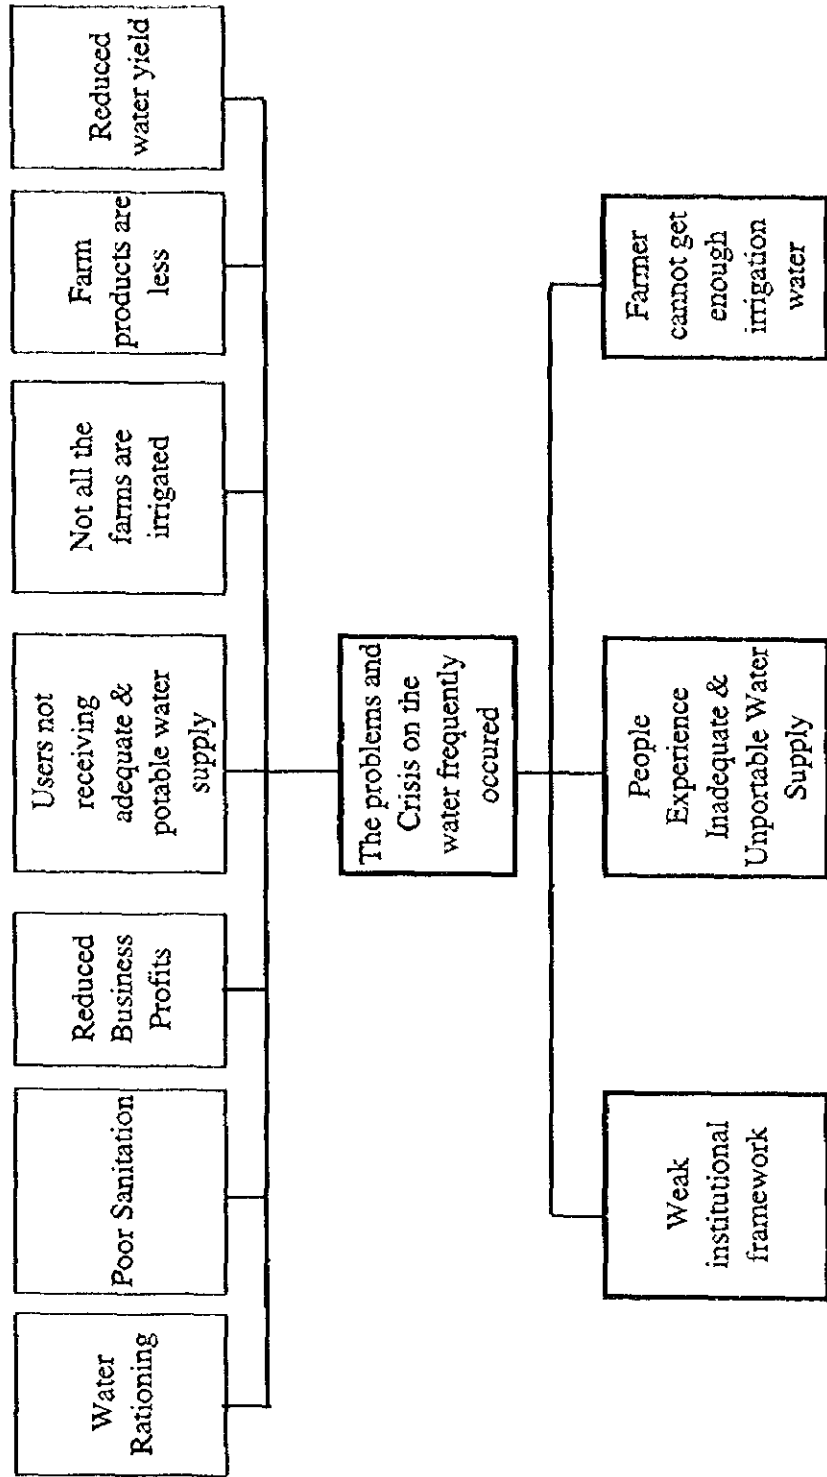 Water
Rationing
Poor Sanitation
Reduced
Business
Profits
Users not
receiving
adequate &
potable water
supply
Not all the
farms are
irrigated
Farm
products are
less
Reduced
water yield
The problems and
Crisis on the
water frequently
occured
Weak
institutional
framework
People
Experience
Inadequate &
Unportable Water
Supply
Farmer
cannot get
enough
irrigation
water